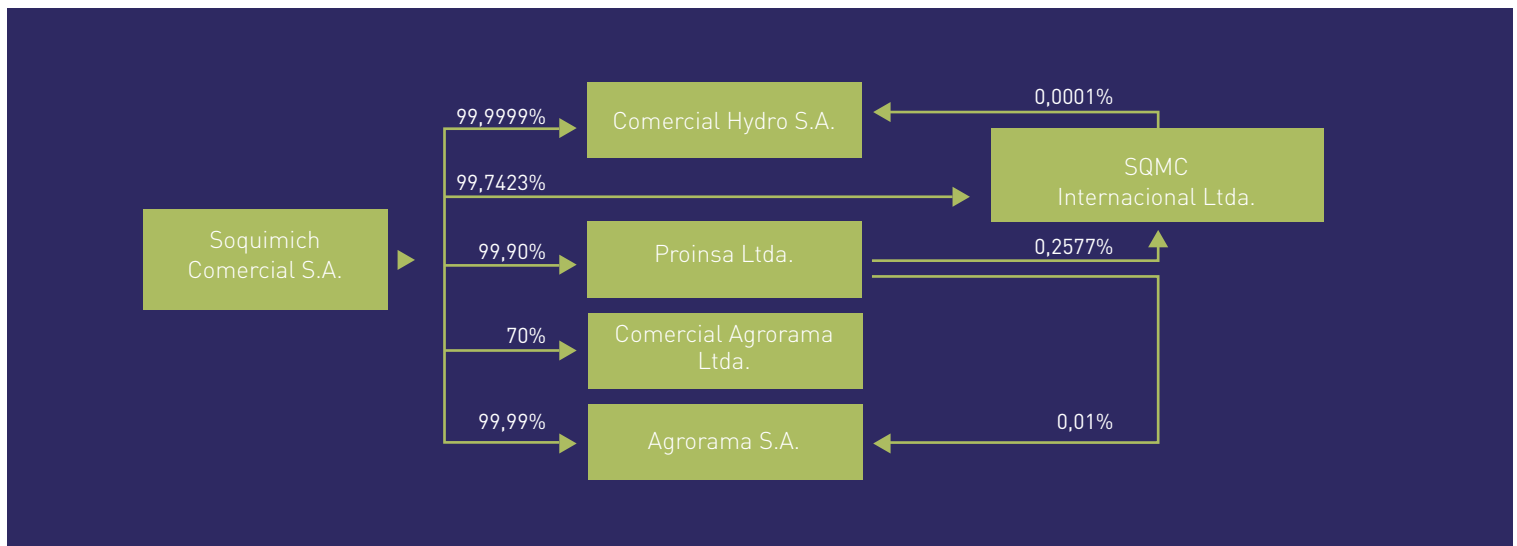 99,9999%
Comercial Hydro S.A.
0,0001%
99,7423%
SQMC
Internacional Ltda.
Soquimich
Comercial S.A.
99,90%
Proinsa Ltda.
0,2577%
70%
Comercial Agrorama
Ltda.
99,99%
Agrorama S.A.
0,01%